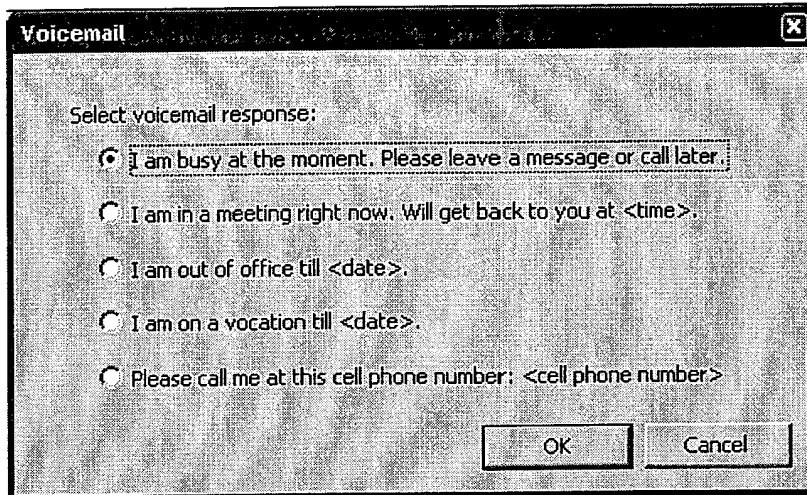 Voicemail
Select voicemail response:
I am busy at the moment. Please leave a message or call later.
I am in a meeting right now. Will get back to you at <time>.
I am out of office till <date>.
I am on a vocation till <date>.
Please call me at this cell phone number: <cell phone number>
OK Cancel